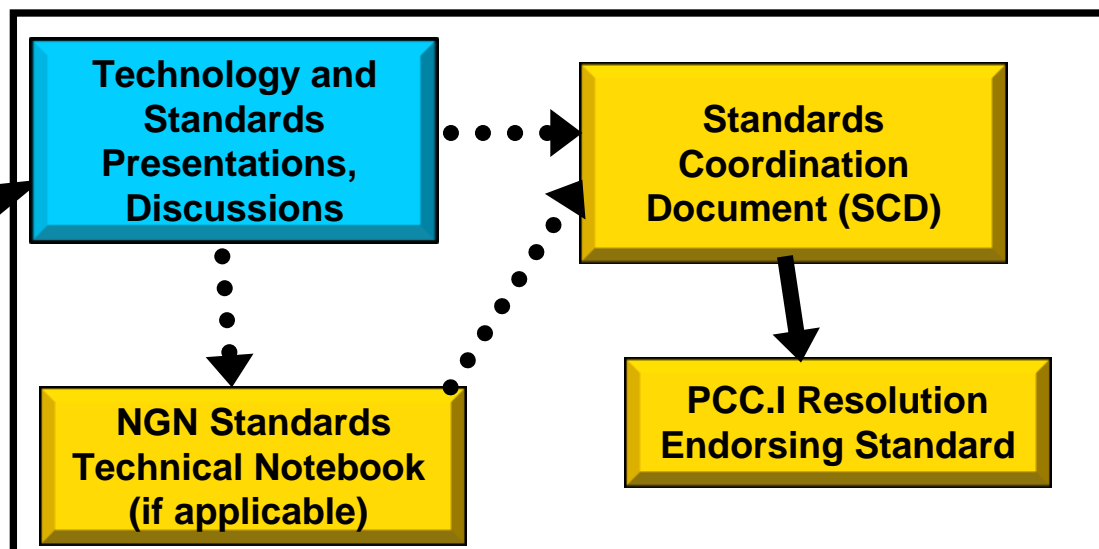 Technology and
Standards
Presentations,
Discussions
Standards
Coordination
Document (SCD)
NGN Standards
Technical Notebook
(if applicable)
PCC.I Resolution
Endorsing Standard